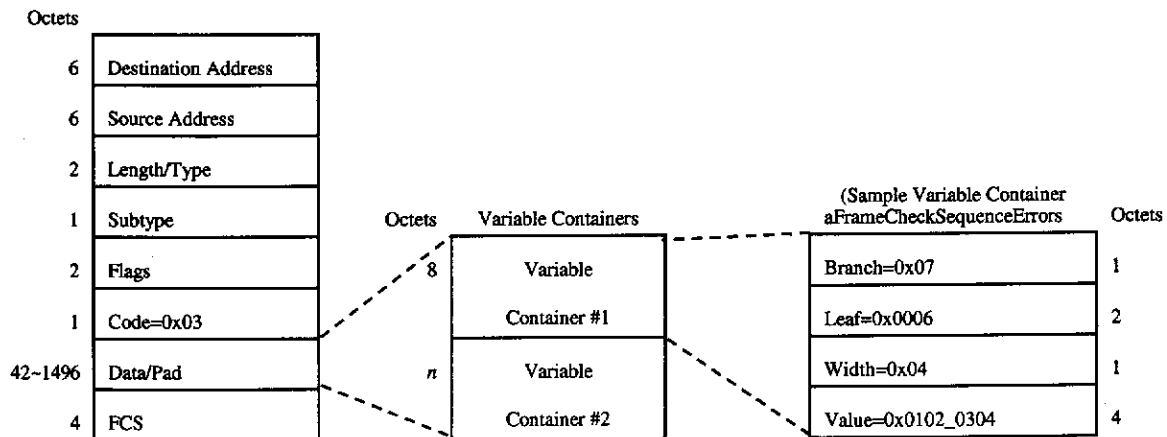 Octets
6 Destination Address
6 Source Address
2 Length/Type
1 Subtype
2 Flags
1 Code=0x03
42~1496 Data/Pad
4 FCS
Octets Variable Containers
8 Variable
Container #1
n Variable
Container #2
(Sample Variable Container
aFrameCheckSequenceErrors Octets
Branch=0x07 1
Leaf=0x0006 2
Width=0x04 1
Value=0x0102_0304 4